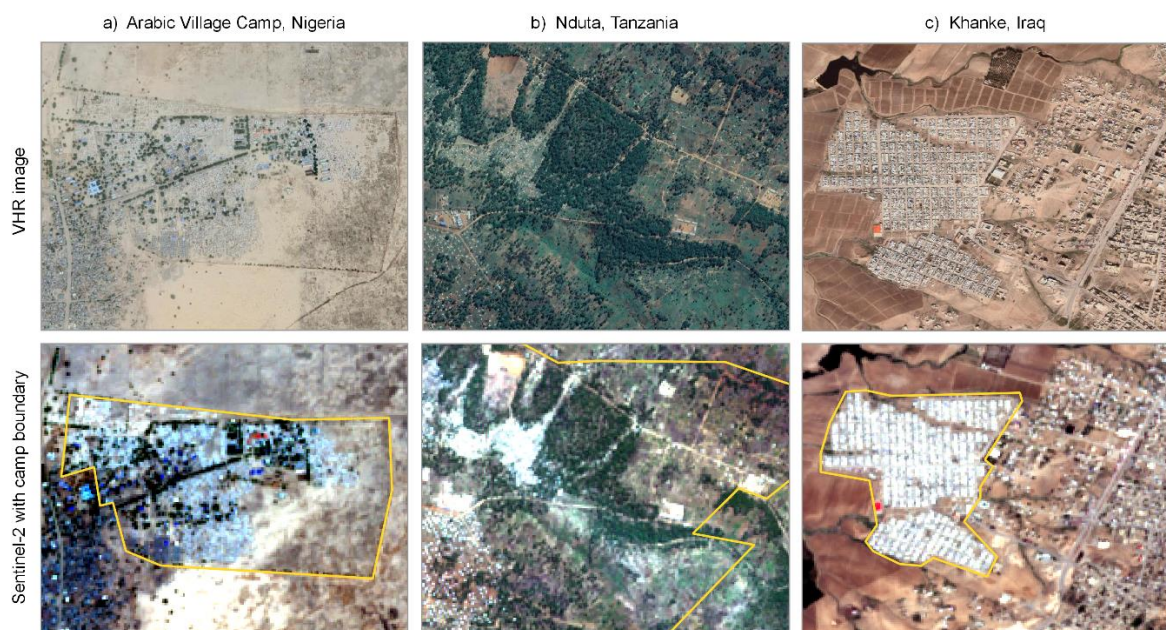 a) Arabic Village Camp, Nigeria
b) Nduta, Tanzania
c) Khanke, Iraq
VHR image
Sentinel-2 with camp boundary